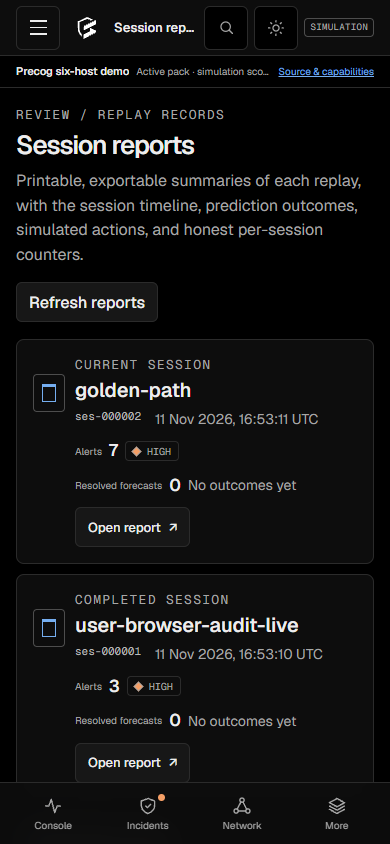 Session rep...
SIMULATION
Precog six-host demo Active pack · simulation sco... Source & capabilities
REVIEW / REPLAY RECORDS
Session reports
Printable, exportable summaries of each replay,
with the session timeline, prediction outcomes,
simulated actions, and honest per-session
counters.
Refresh reports
CURRENT SESSION
golden-path
ses-000002 11 Nov 2026, 16:53:11 UTC
Alerts 7 HIGH
Resolved forecasts 0 No outcomes yet
Open report ↗
COMPLETED SESSION
user-browser-audit-live
ses-000001 11 Nov 2026, 16:53:10 UTC
Alerts 3 HIGH
Resolved forecasts 0 No outcomes yet
Open report ↗
Console Incidents Network More